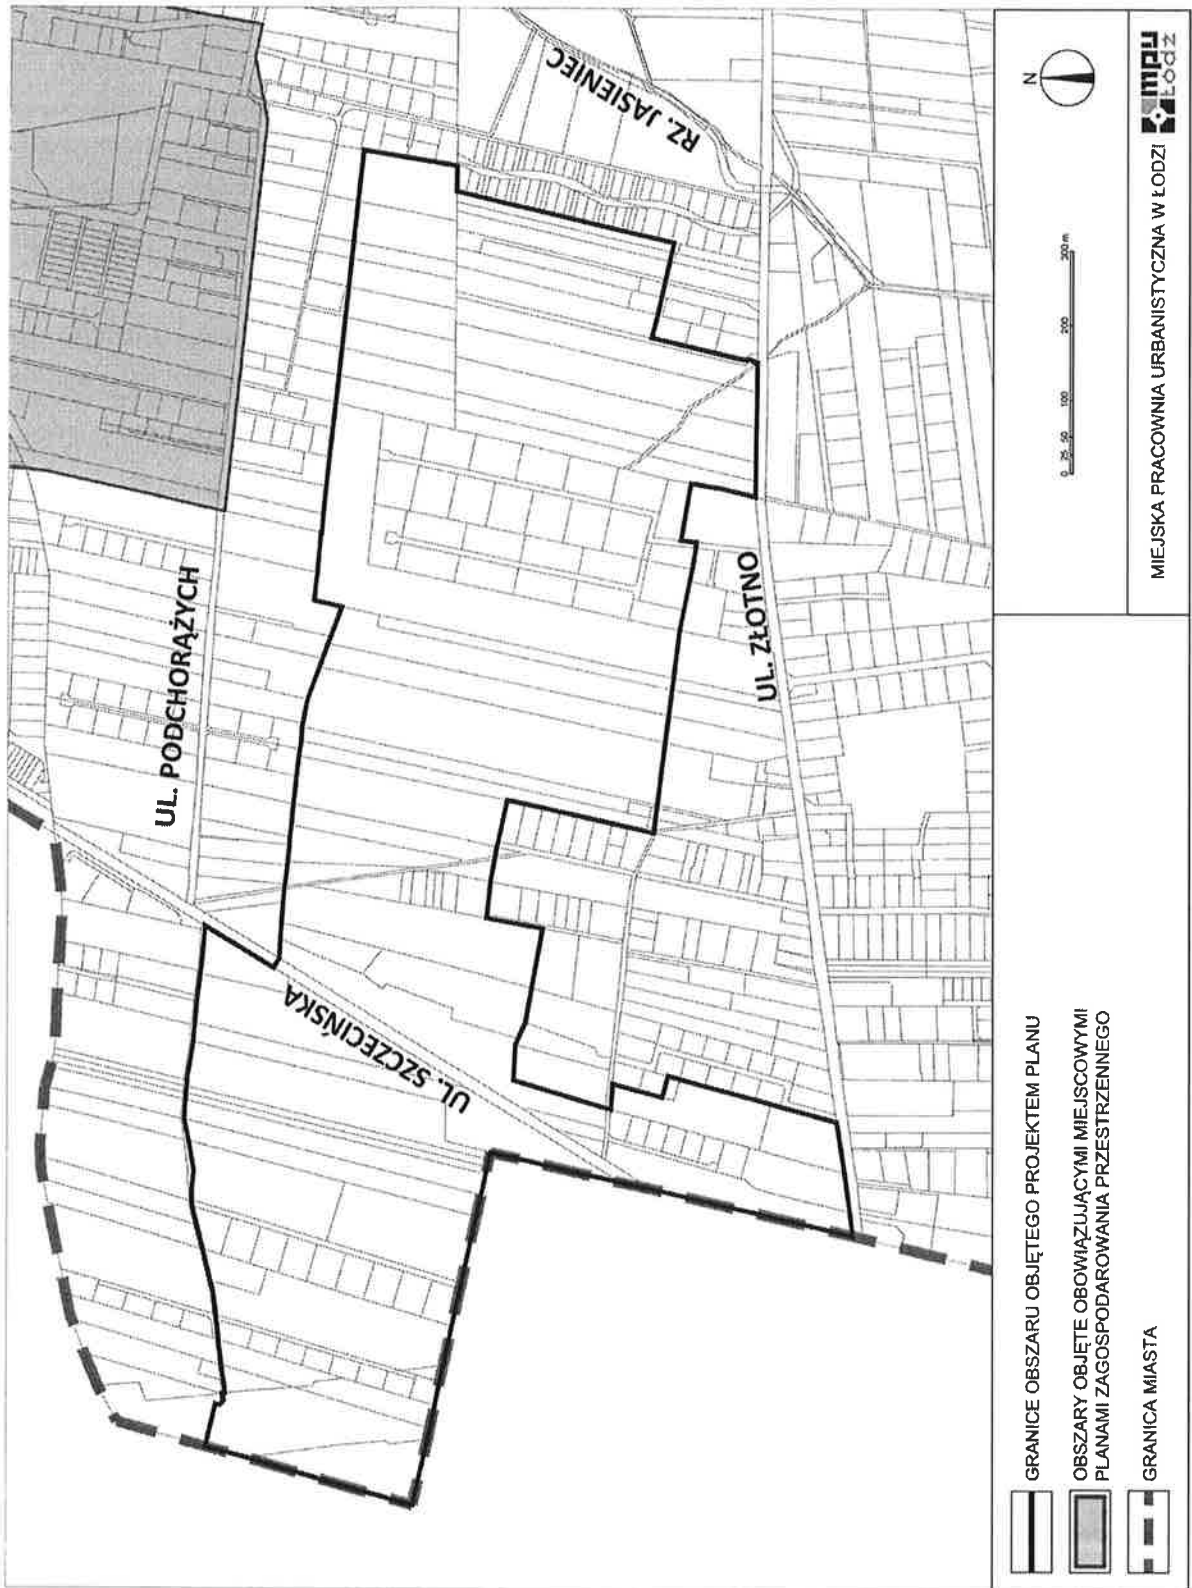 UL. PODCHORĄŻYCH
RZ. JASIENIEC
UL. SZCZECIŃSKA
UL. ZŁOTNO
GRANICE OBSZARU OBJĘTEGO PROJEKTEM PLANU
OBSZARY OBJĘTE OBOWIĄZUJĄCYMI MIEJSCOWYMI
PLANAMI ZAGOSPODAROWANIA PRZESTRZENNEGO
GRANICA MIASTA
N
0 25 50 100 200 300 m
MIEJSKA PRACOWNIA URBANISTYCZNA W ŁODZI
mpu
Łódź